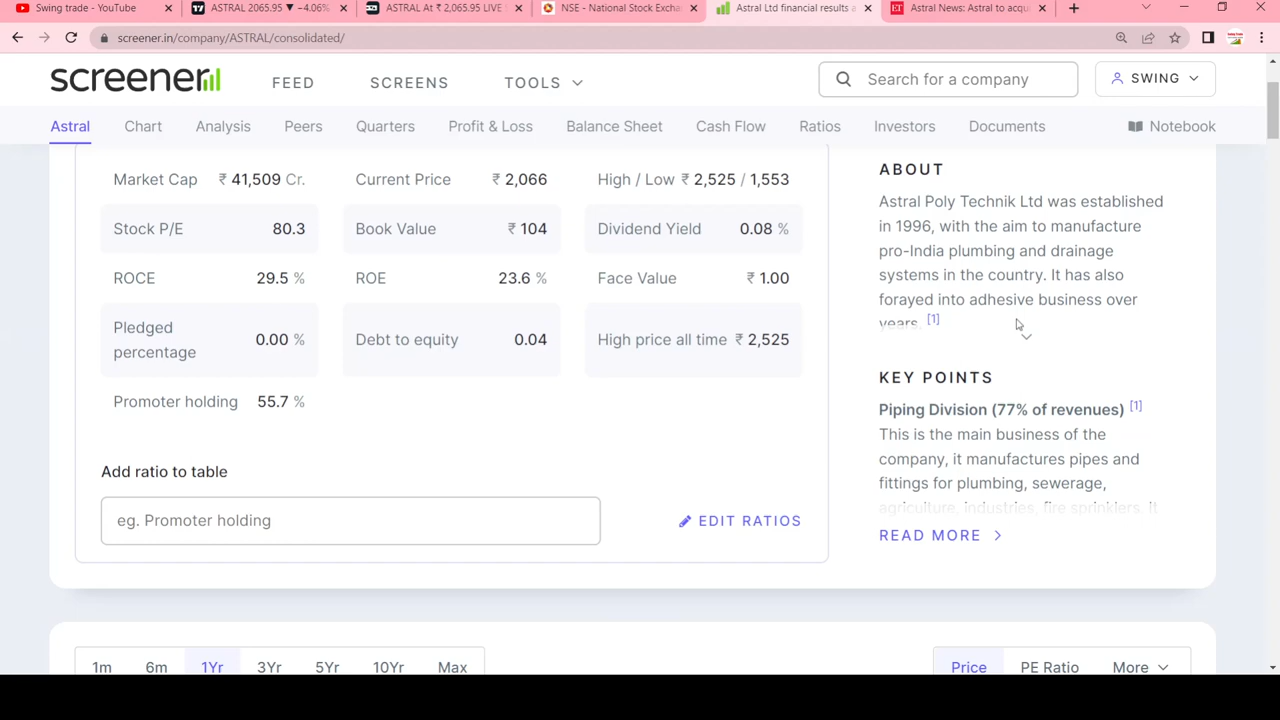 Swing trade - YouTube
ASTRAL 2065.95 ▼ −4.06%
ASTRAL At ₹ 2,065.95 LIVE
NSE - National Stock Exchan
Astral Ltd financial results a
Astral News: Astral to acqu
screener.in/company/ASTRAL/consolidated/
screener
FEED
SCREENS
TOOLS
Search for a company
SWING
Astral
Chart
Analysis
Peers
Quarters
Profit & Loss
Balance Sheet
Cash Flow
Ratios
Investors
Documents
Notebook
Market Cap ₹ 41,509 Cr.
Current Price ₹ 2,066
High / Low ₹ 2,525 / 1,553
Stock P/E 80.3
Book Value ₹ 104
Dividend Yield 0.08 %
ROCE 29.5 %
ROE 23.6 %
Face Value ₹ 1.00
Pledged
percentage 0.00 %
Debt to equity 0.04
High price all time ₹ 2,525
Promoter holding 55.7 %
Add ratio to table
eg. Promoter holding
EDIT RATIOS
ABOUT
Astral Poly Technik Ltd was established
in 1996, with the aim to manufacture
pro-India plumbing and drainage
systems in the country. It has also
forayed into adhesive business over
years. [1]
KEY POINTS
Piping Division (77% of revenues) [1]
This is the main business of the
company, it manufactures pipes and
fittings for plumbing, sewerage,
agriculture, industries, fire sprinklers. It
READ MORE
1m
6m
1Yr
3Yr
5Yr
10Yr
Max
Price
PE Ratio
More